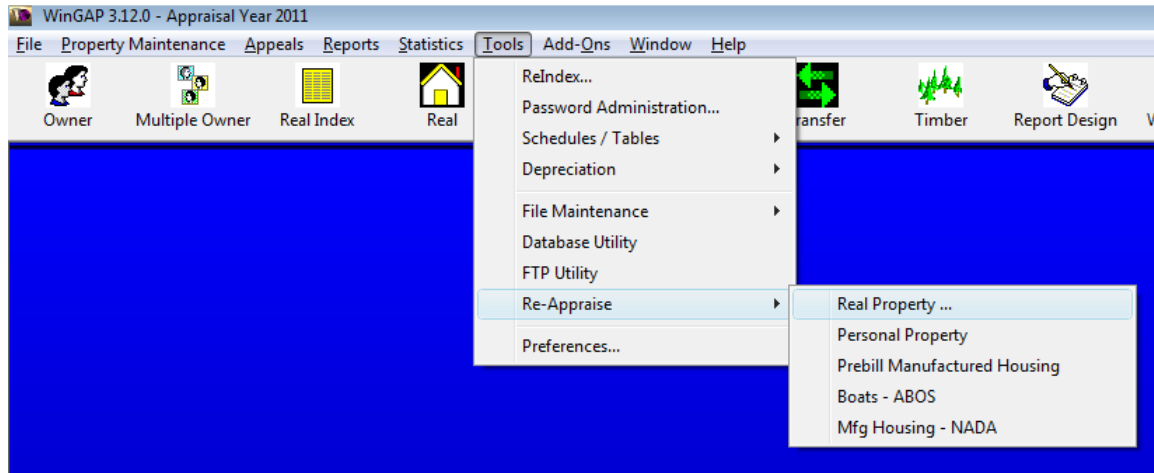 WinGAP 3.12.0 - Appraisal Year 2011
File Property Maintenance Appeals Reports Statistics Tools Add-Ons Window Help
Owner Multiple Owner Real Index Real ransfer Timber Report Design
ReIndex...
Password Administration...
Schedules / Tables
Depreciation
File Maintenance
Database Utility
FTP Utility
Re-Appraise
Preferences...
Real Property ...
Personal Property
Prebill Manufactured Housing
Boats - ABOS
Mfg Housing - NADA